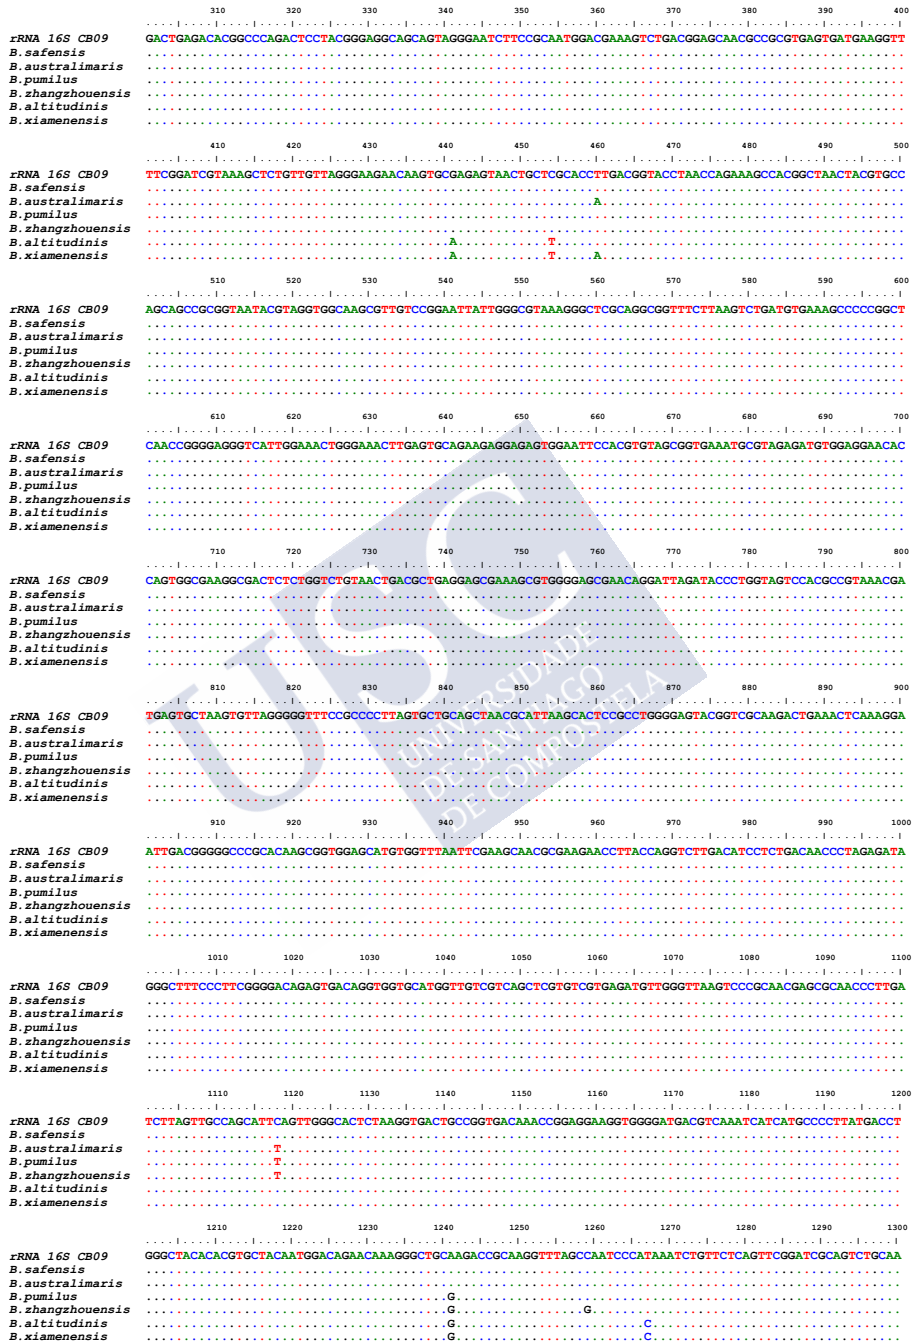 310 320 330 340 350 360 370 380 390 400
rRNA 16S CB09 GACTGAGACACGGCCCAGACTCCTACGGGAGGCAGCAGTAGGGAATCTTCCGCAATGGACGAAAGTCTGACGGAGCAACGCCGCGTGAGTGATGAAGGTT
B.safensis
B.australimaris
B.pumilus
B.zhangzhouensis
B.altitudinis
B.xiamenensis
410 420 430 440 450 460 470 480 490 500
rRNA 16S CB09 TTCGGATCGTAAAGCTCTGTTGTTAGGGAAGAACAAGTGCGAGAGTAACTGCTCGCACCTTGACGGTACCTAACCAGAAAGCCACGGCTAACTACGTGCC
B.safensis
B.australimaris A
B.pumilus
B.zhangzhouensis
B.altitudinis A T
B.xiamenensis A T A
510 520 530 540 550 560 570 580 590 600
rRNA 16S CB09 AGCAGCCGCGGTAATACGTAGGTGGCAAGCGTTGTCCGGAATTATTGGGCGTAAAGGGCTCGCAGGCGGTTTCTTAAGTCTGATGTGAAAGCCCCCGGCT
B.safensis
B.australimaris
B.pumilus
B.zhangzhouensis
B.altitudinis
B.xiamenensis
610 620 630 640 650 660 670 680 690 700
rRNA 16S CB09 CAACCGGGGAGGGTCATTGGAAACTGGGAAACTTGAGTGCAGAAGAGGAGAGTGGAATTCCACGTGTAGCGGTGAAATGCGTAGAGATGTGGAGGAACAC
B.safensis
B.australimaris
B.pumilus
B.zhangzhouensis
B.altitudinis
B.xiamenensis
710 720 730 740 750 760 770 780 790 800
rRNA 16S CB09 CAGTGGCGAAGGCGACTCTCTGGTCTGTAACTGACGCTGAGGAGCGAAAGCGTGGGGAGCGAACAGGATTAGATACCCTGGTAGTCCACGCCGTAAACGA
B.safensis
B.australimaris
B.pumilus
B.zhangzhouensis
B.altitudinis
B.xiamenensis
810 820 830 840 850 860 870 880 890 900
rRNA 16S CB09 TGAGTGCTAAGTGTTAGGGGGTTTCCGCCCCTTAGTGCTGCAGCTAACGCATTAAGCACTCCGCCTGGGGAGTACGGTCGCAAGACTGAAACTCAAAGGA
B.safensis
B.australimaris
B.pumilus
B.zhangzhouensis
B.altitudinis
B.xiamenensis
910 920 930 940 950 960 970 980 990 1000
rRNA 16S CB09 ATTGACGGGGGCCCGCACAAGCGGTGGAGCATGTGGTTTAATTCGAAGCAACGCGAAGAACCTTACCAGGTCTTGACATCCTCTGACAACCCTAGAGATA
B.safensis
B.australimaris
B.pumilus
B.zhangzhouensis
B.altitudinis
B.xiamenensis
1010 1020 1030 1040 1050 1060 1070 1080 1090 1100
rRNA 16S CB09 GGGCTTTCCCTTCGGGGACAGAGTGACAGGTGGTGCATGGTTGTCGTCAGCTCGTGTCGTGAGATGTTGGGTTAAGTCCCGCAACGAGCGCAACCCTTGA
B.safensis
B.australimaris
B.pumilus
B.zhangzhouensis
B.altitudinis
B.xiamenensis
1110 1120 1130 1140 1150 1160 1170 1180 1190 1200
rRNA 16S CB09 TCTTAGTTGCCAGCATTCAGTTGGGCACTCTAAGGTGACTGCCGGTGACAAACCGGAGGAAGGTGGGGATGACGTCAAATCATCATGCCCCTTATGACCT
B.safensis
B.australimaris T
B.pumilus T
B.zhangzhouensis T
B.altitudinis
B.xiamenensis
1210 1220 1230 1240 1250 1260 1270 1280 1290 1300
rRNA 16S CB09 GGGCTACACACGTGCTACAATGGACAGAACAAAGGGCTGCAAGACCGCAAGGTTTAGCCAATCCCATAAATCTGTTCTCAGTTCGGATCGCAGTCTGCAA
B.safensis
B.australimaris
B.pumilus G
B.zhangzhouensis G G
B.altitudinis G C
B.xiamenensis G C
USC
UNIVERSIDADE
DE SANTIAGO
DE COMPOSTELA